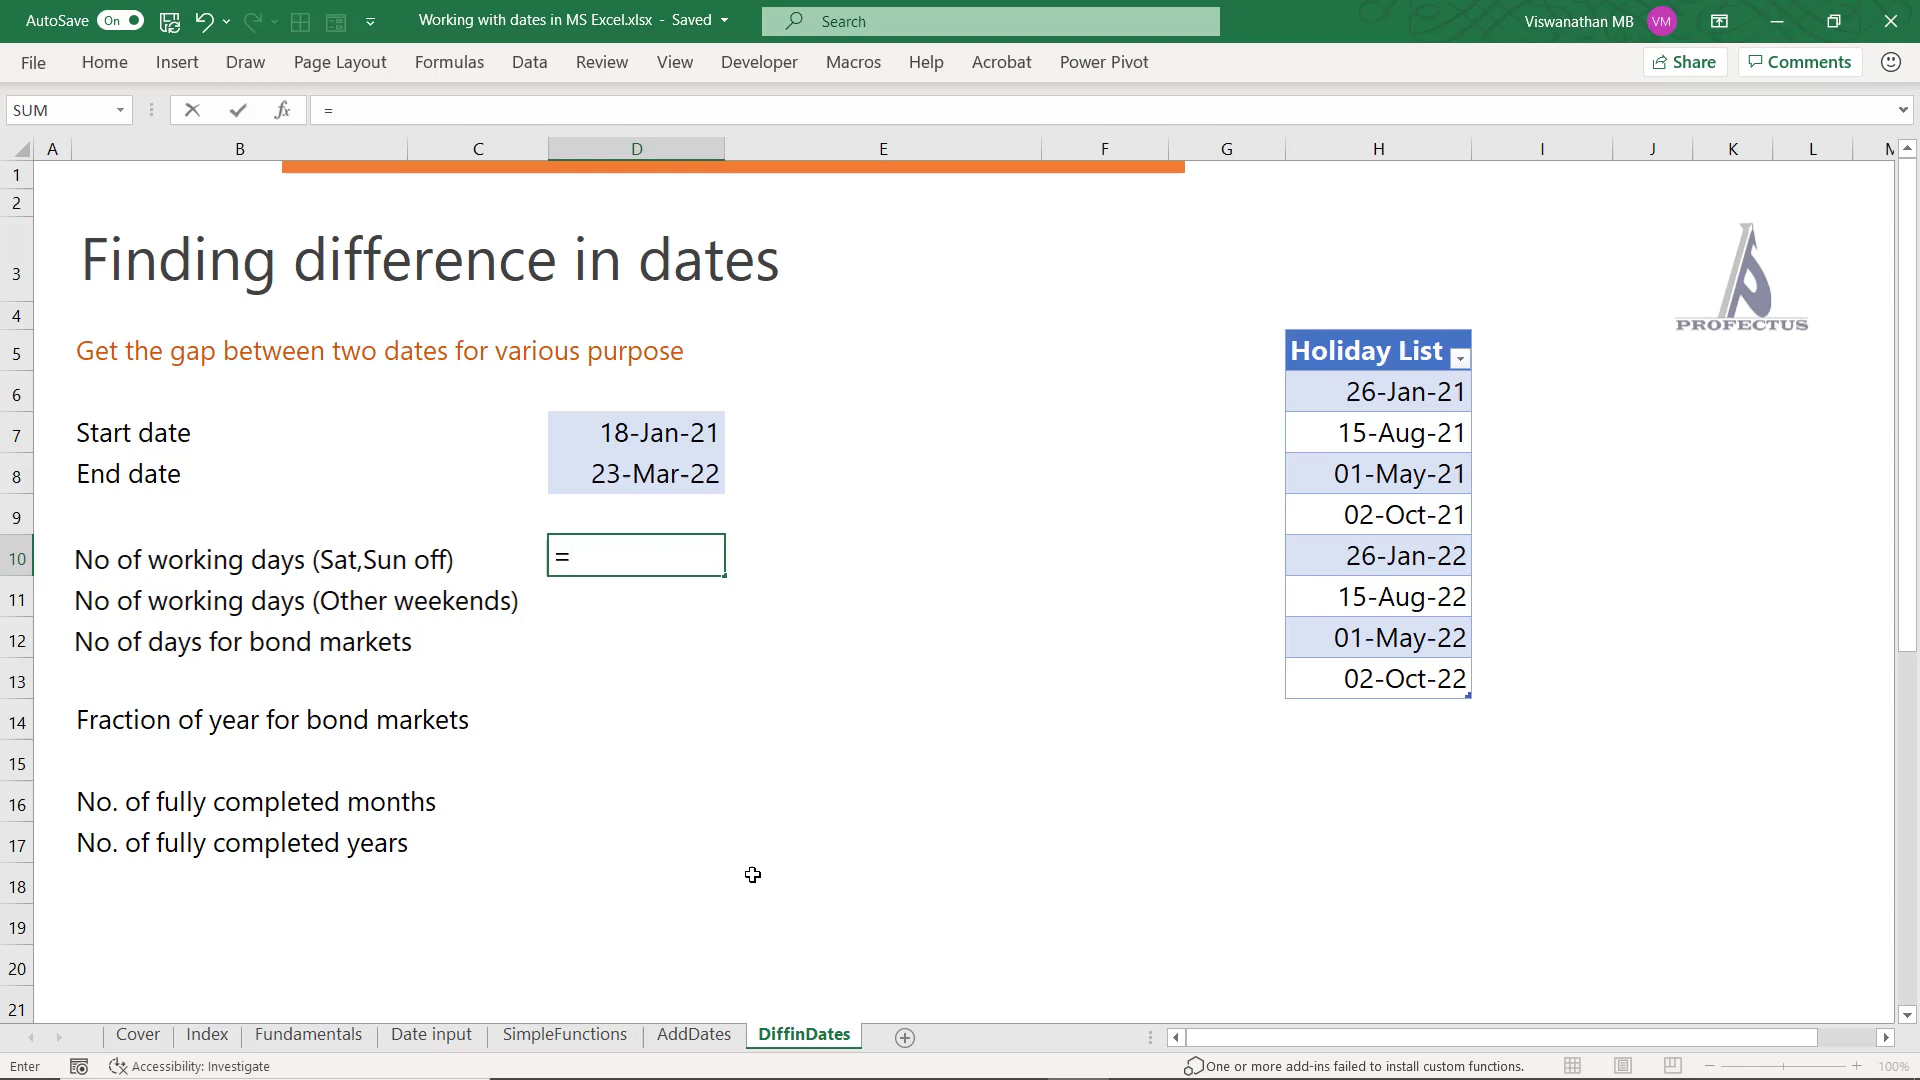 AutoSave On Working with dates in MS Excel.xlsx - Saved Search Viswanathan MB VM
File Home Insert Draw Page Layout Formulas Data Review View Developer Macros Help Acrobat Power Pivot Share Comments
SUM fx =
A B C D E F G H I J K L M
1
2
3 Finding difference in dates
PROFECTUS
4
5 Get the gap between two dates for various purpose Holiday List
6 26-Jan-21
7 Start date 18-Jan-21 15-Aug-21
8 End date 23-Mar-22 01-May-21
9 02-Oct-21
10 No of working days (Sat,Sun off) = 26-Jan-22
11 No of working days (Other weekends) 15-Aug-22
12 No of days for bond markets 01-May-22
13 02-Oct-22
14 Fraction of year for bond markets
15
16 No. of fully completed months
17 No. of fully completed years
18
19
20
21
Cover Index Fundamentals Date input SimpleFunctions AddDates DiffinDates
Enter Accessibility: Investigate One or more add-ins failed to install custom functions. 100%